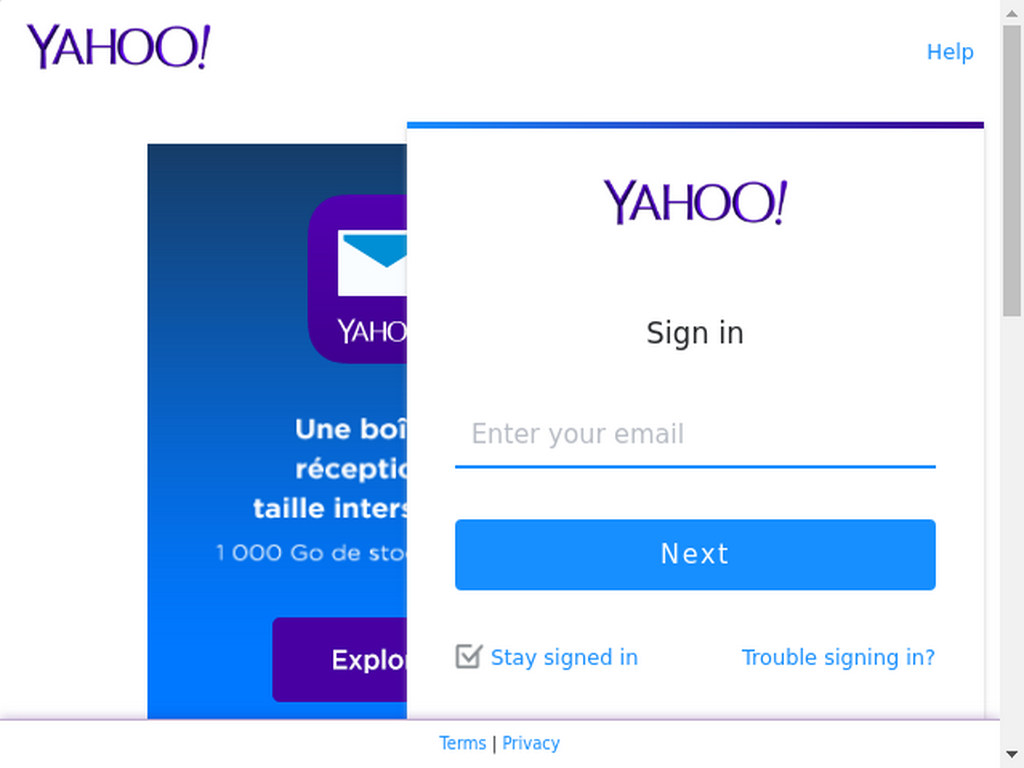 YAHOO!
Help
YAHOO!
YAHO
Sign in
Une boî
réceptio
taille inters
1 000 Go de sto
Explor
Enter your email
Next
Stay signed in
Trouble signing in?
Terms | Privacy